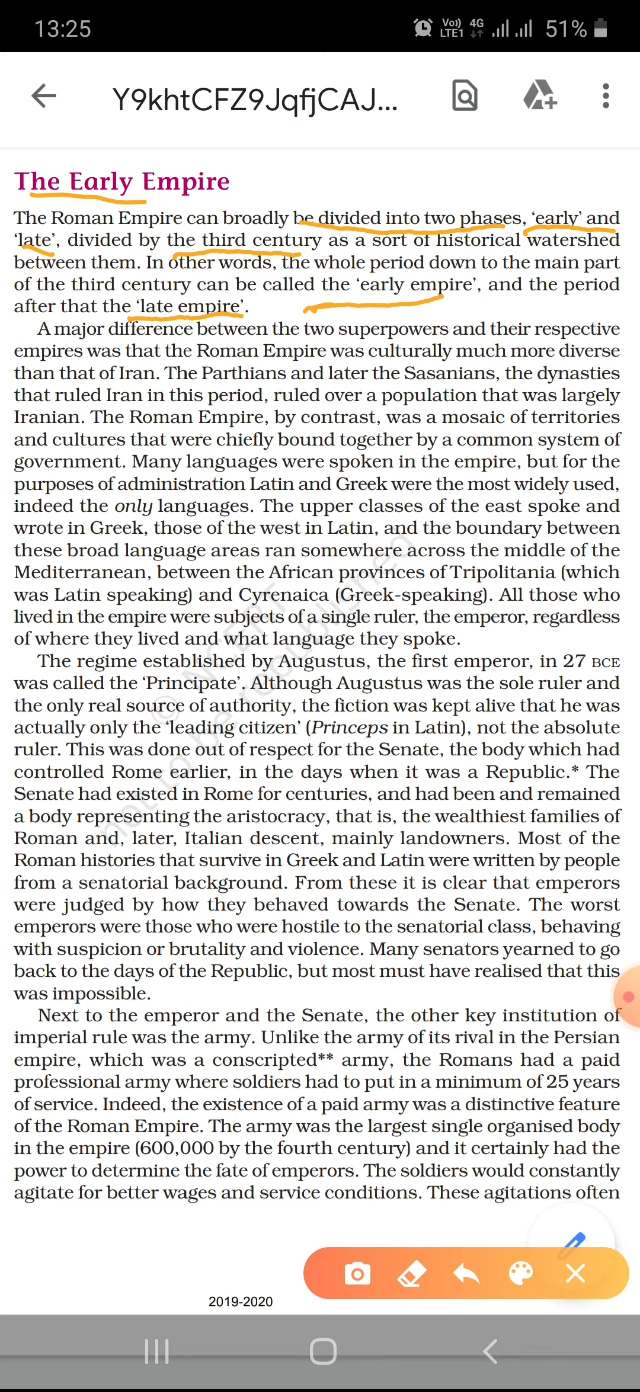 13:25
Vo) LTE1 4G 51%
Y9khtCFZ9JqfjCAJ...
The Early Empire
The Roman Empire can broadly be divided into two phases, ‘early’ and
‘late’, divided by the third century as a sort of historical watershed
between them. In other words, the whole period down to the main part
of the third century can be called the ‘early empire’, and the period
after that the ‘late empire’.
A major difference between the two superpowers and their respective
empires was that the Roman Empire was culturally much more diverse
than that of Iran. The Parthians and later the Sasanians, the dynasties
that ruled Iran in this period, ruled over a population that was largely
Iranian. The Roman Empire, by contrast, was a mosaic of territories
and cultures that were chiefly bound together by a common system of
government. Many languages were spoken in the empire, but for the
purposes of administration Latin and Greek were the most widely used,
indeed the only languages. The upper classes of the east spoke and
wrote in Greek, those of the west in Latin, and the boundary between
these broad language areas ran somewhere across the middle of the
Mediterranean, between the African provinces of Tripolitania (which
was Latin speaking) and Cyrenaica (Greek-speaking). All those who
lived in the empire were subjects of a single ruler, the emperor, regardless
of where they lived and what language they spoke.
The regime established by Augustus, the first emperor, in 27 BCE
was called the ‘Principate’. Although Augustus was the sole ruler and
the only real source of authority, the fiction was kept alive that he was
actually only the ‘leading citizen’ (Princeps in Latin), not the absolute
ruler. This was done out of respect for the Senate, the body which had
controlled Rome earlier, in the days when it was a Republic.* The
Senate had existed in Rome for centuries, and had been and remained
a body representing the aristocracy, that is, the wealthiest families of
Roman and, later, Italian descent, mainly landowners. Most of the
Roman histories that survive in Greek and Latin were written by people
from a senatorial background. From these it is clear that emperors
were judged by how they behaved towards the Senate. The worst
emperors were those who were hostile to the senatorial class, behaving
with suspicion or brutality and violence. Many senators yearned to go
back to the days of the Republic, but most must have realised that this
was impossible.
Next to the emperor and the Senate, the other key institution of
imperial rule was the army. Unlike the army of its rival in the Persian
empire, which was a conscripted** army, the Romans had a paid
professional army where soldiers had to put in a minimum of 25 years
of service. Indeed, the existence of a paid army was a distinctive feature
of the Roman Empire. The army was the largest single organised body
in the empire (600,000 by the fourth century) and it certainly had the
power to determine the fate of emperors. The soldiers would constantly
agitate for better wages and service conditions. These agitations often
© NCERT
not to be republished
2019-2020